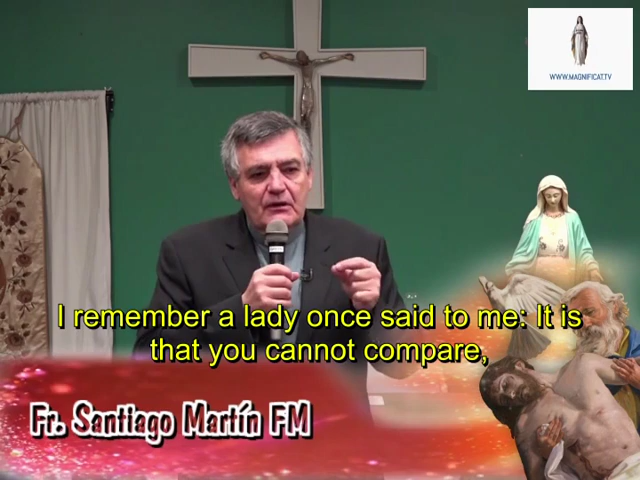 WWW.MAGNIFICAT.TV
I remember a lady once said to me: It is
that you cannot compare,
Fr. Santiago Martín FM